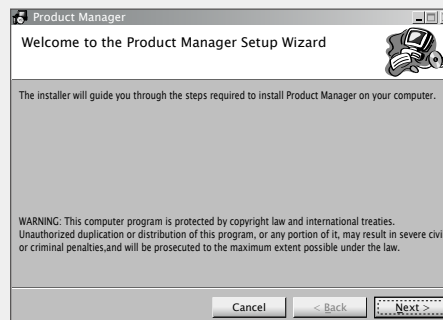 Product Manager
Welcome to the Product Manager Setup Wizard
The installer will guide you through the steps required to install Product Manager on your computer.
WARNING: This computer program is protected by copyright law and international treaties.
Unauthorized duplication or distribution of this program, or any portion of it, may result in severe civi
or criminal penalties,and will be prosecuted to the maximum extent possible under the law.
Cancel
< Back
Next >